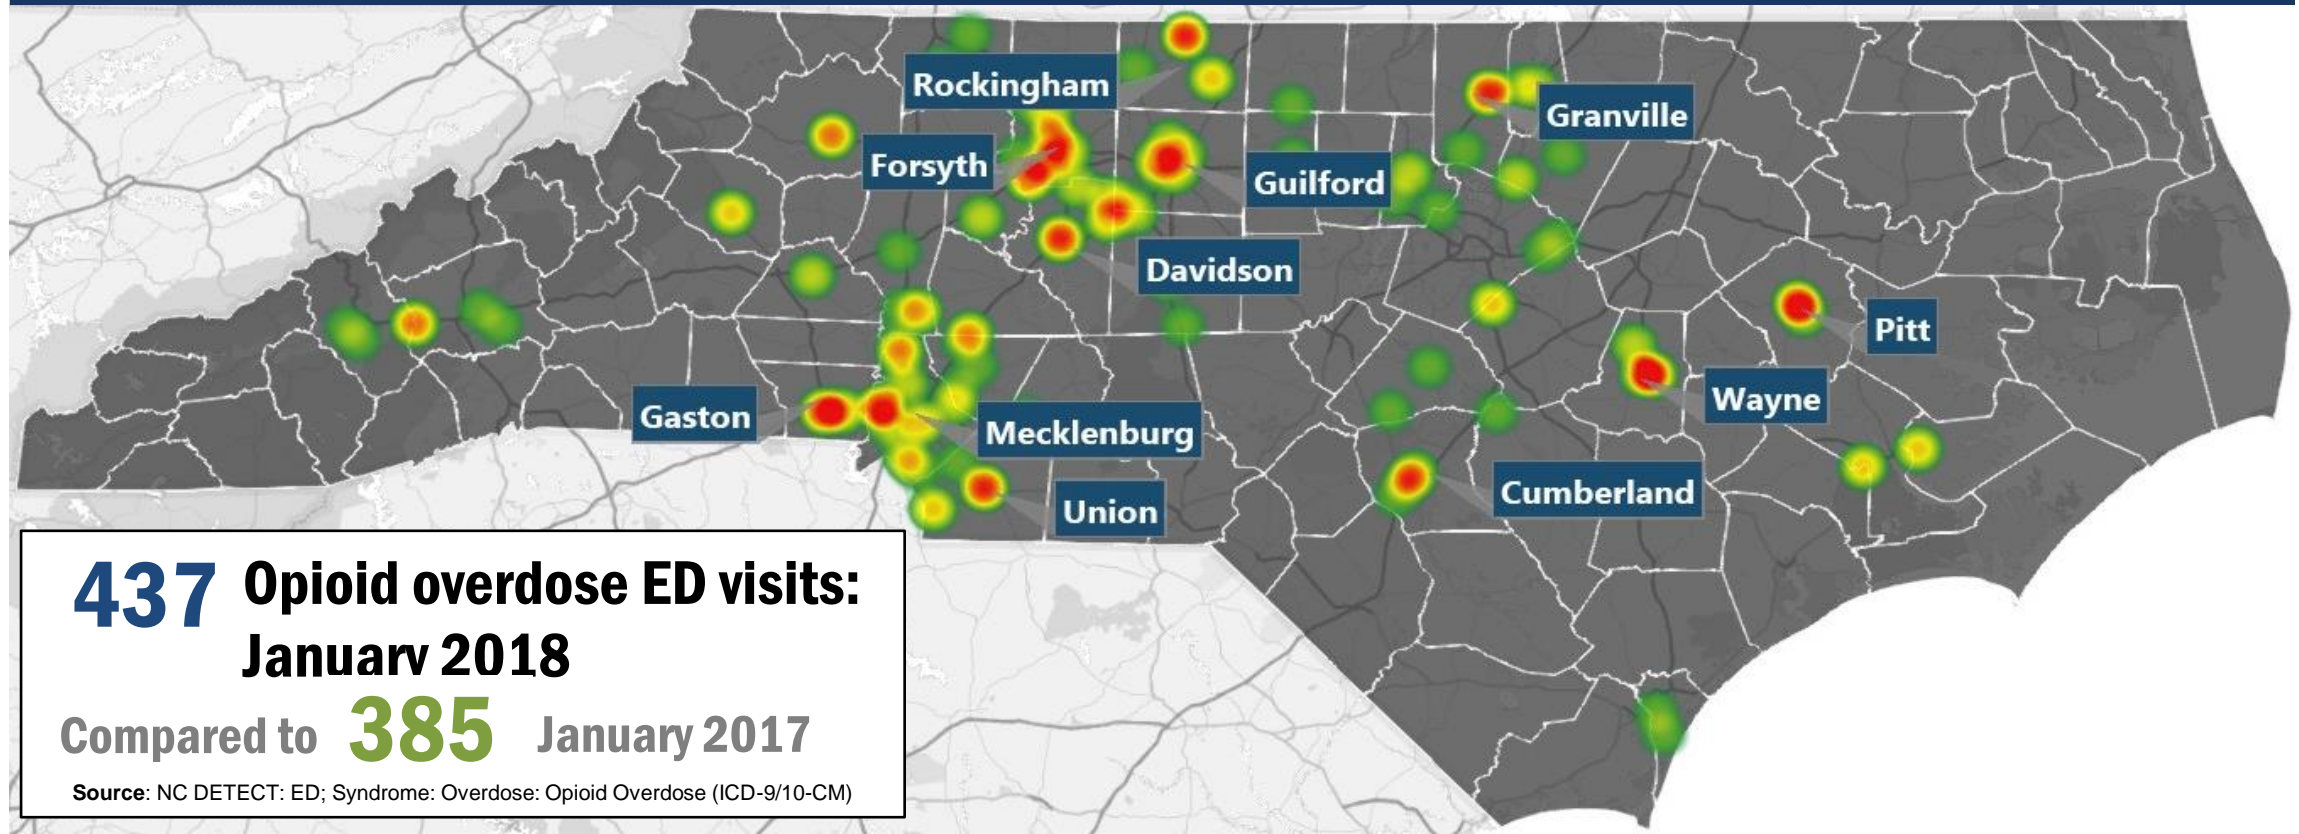 Rockingham
Granville
Forsyth
Guilford
Davidson
Pitt
Gaston
Wayne
Mecklenburg
Cumberland
Union
437 Opioid overdose ED visits:
January 2018
Compared to 385 January 2017
Source: NC DETECT: ED; Syndrome: Overdose: Opioid Overdose (ICD-9/10-CM)